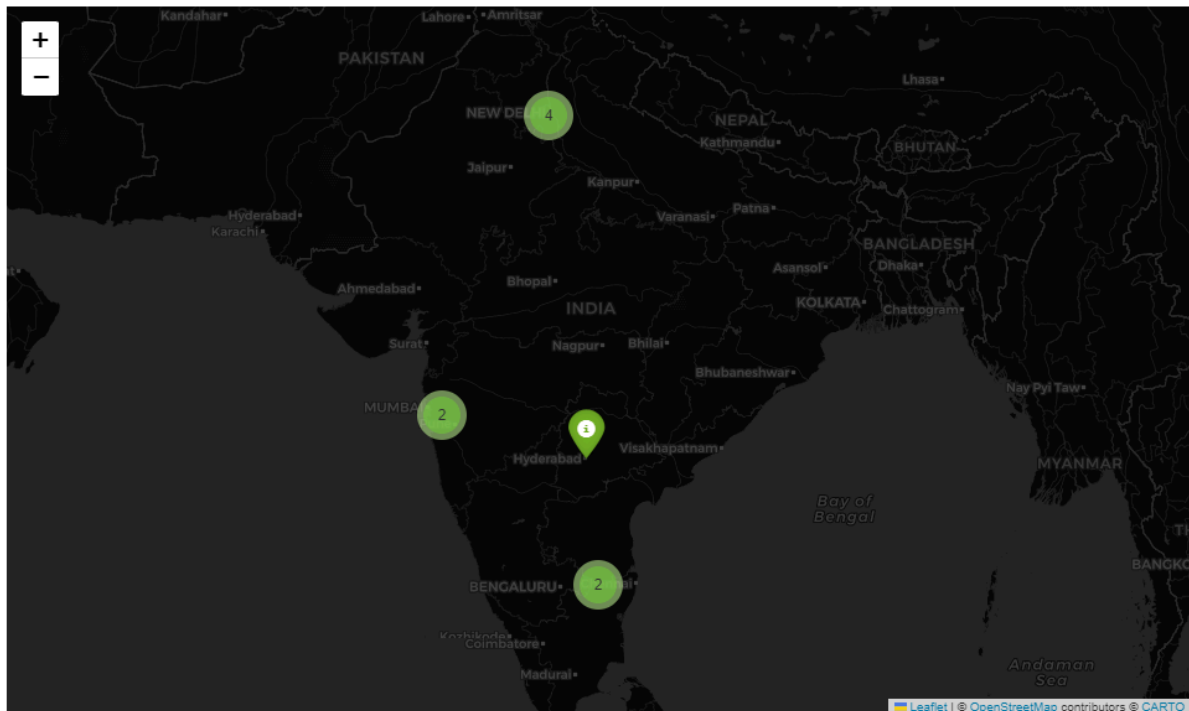 Kandahar
Lahore
Amritsar
+
−
PAKISTAN
Lhasa
NEW DEL
4
NEPAL
Kathmandu
BHUTAN
Jaipur
Kanpur
Varanasi
Patna
Hyderabad
Karachi
BANGLADESH
Dhaka
Asansol
Ahmedabad
Bhopal
INDIA
KOLKATA
Chattogram
Surat
Nagpur
Bhilai
Bhubaneshwar
Nay Pyi Taw
MUMBA
2
i
Hyderabad
Visakhapatnam
MYANMAR
Bay of
Bengal
BANGKO
BENGALURU
2
Kozhikode
Coimbatore
Madurai
Andaman
Sea
Leaflet | © OpenStreetMap contributors © CARTO